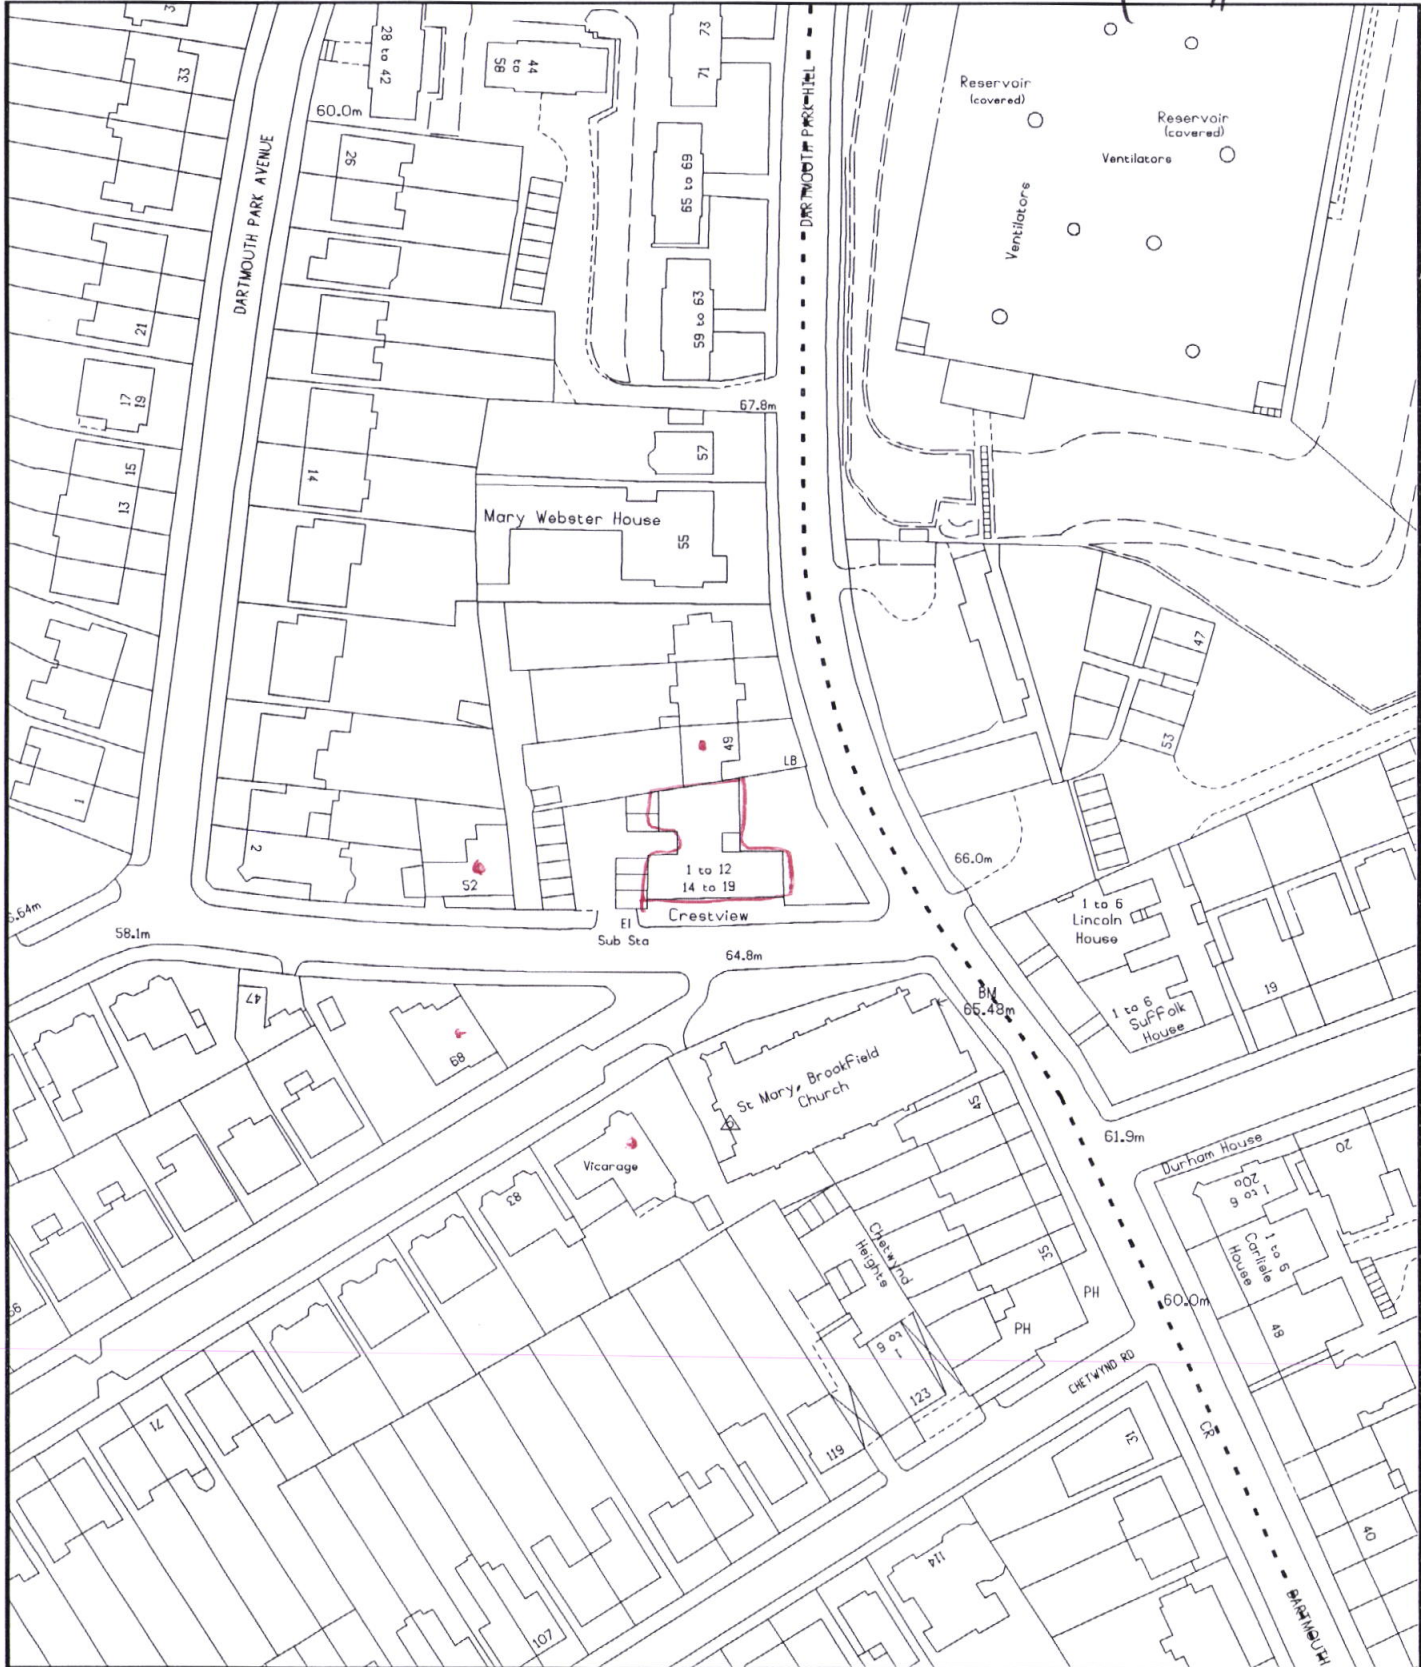 33
28 to 42
44
to
58
73
71
Reservoir
(covered)
Reservoir
(covered)
Ventilators
Ventilators
60.0m
DARTMOUTH PARK AVENUE
DARTMOUTH PARK HILL
26
65 to 69
59 to 63
21
17
19
67.8m
57
15
13
14
Mary Webster House
55
47
53
49
LB
1
2
52
1 to 12
14 to 19
Crestview
El
Sub Sta
66.0m
1 to 6
Lincoln
House
58.1m
64.8m
BM
65.48m
1 to 6
Suffolk
House
19
47
68
St Mary, Brookfield
Church
45
61.9m
Durham House
20
Vicarage
83
20a
1 to 6
1 to 5
Carlisle
House
Chetwynd
Heights
35
PH
PH
60.0m
48
1 to 6
123
CHETWYND RD
CR
71
119
31
40
114
107
DARTMOUTH